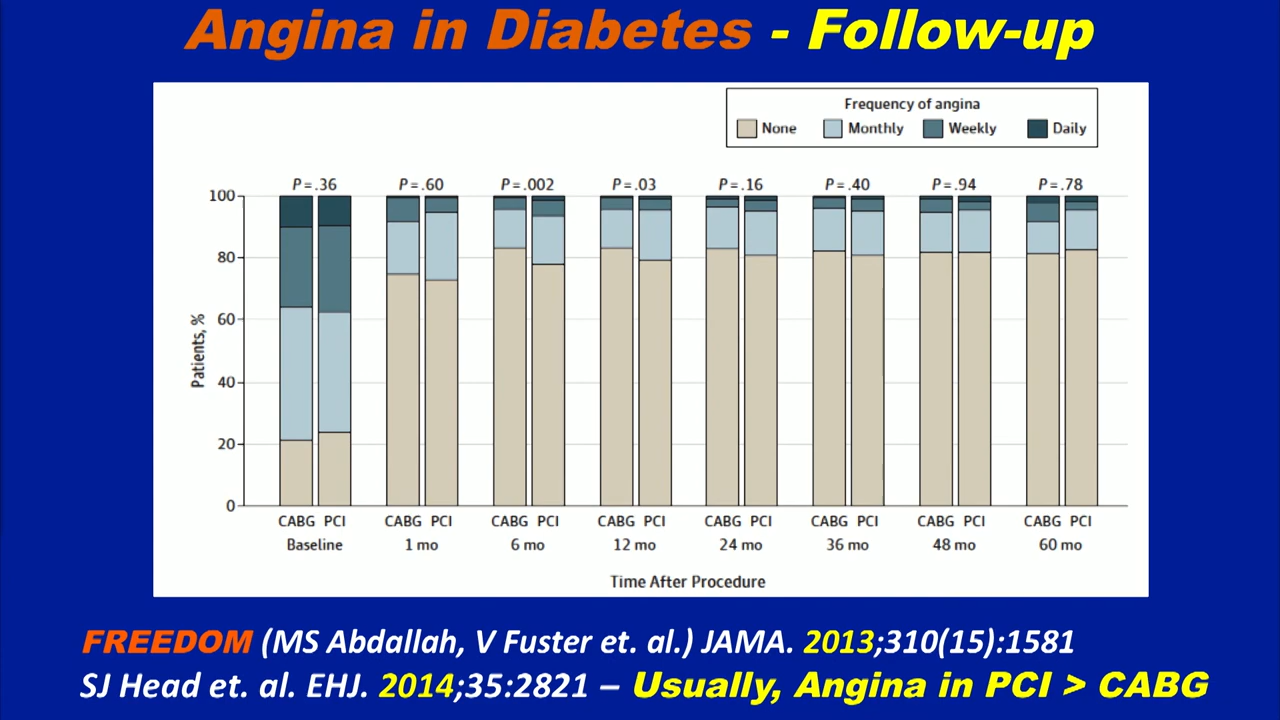 Angina in Diabetes - Follow-up
Frequency of angina
None Monthly Weekly Daily
P=.36 P=.60 P=.002 P=.03 P=.16 P=.40 P=.94 P=.78
100
80
60
40
20
0
Patients, %
CABG PCI CABG PCI CABG PCI CABG PCI CABG PCI CABG PCI CABG PCI CABG PCI
Baseline 1 mo 6 mo 12 mo 24 mo 36 mo 48 mo 60 mo
Time After Procedure
FREEDOM (MS Abdallah, V Fuster et. al.) JAMA. 2013;310(15):1581
SJ Head et. al. EHJ. 2014;35:2821 – Usually, Angina in PCI > CABG